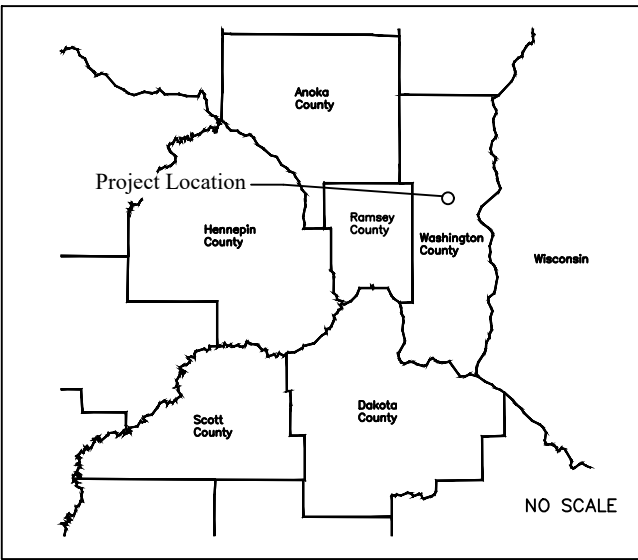 Anoka
County
Project Location
Ramsey
County
Hennepin
County
Washington
County
Wisconsin
Dakota
County
Scott
County
NO SCALE